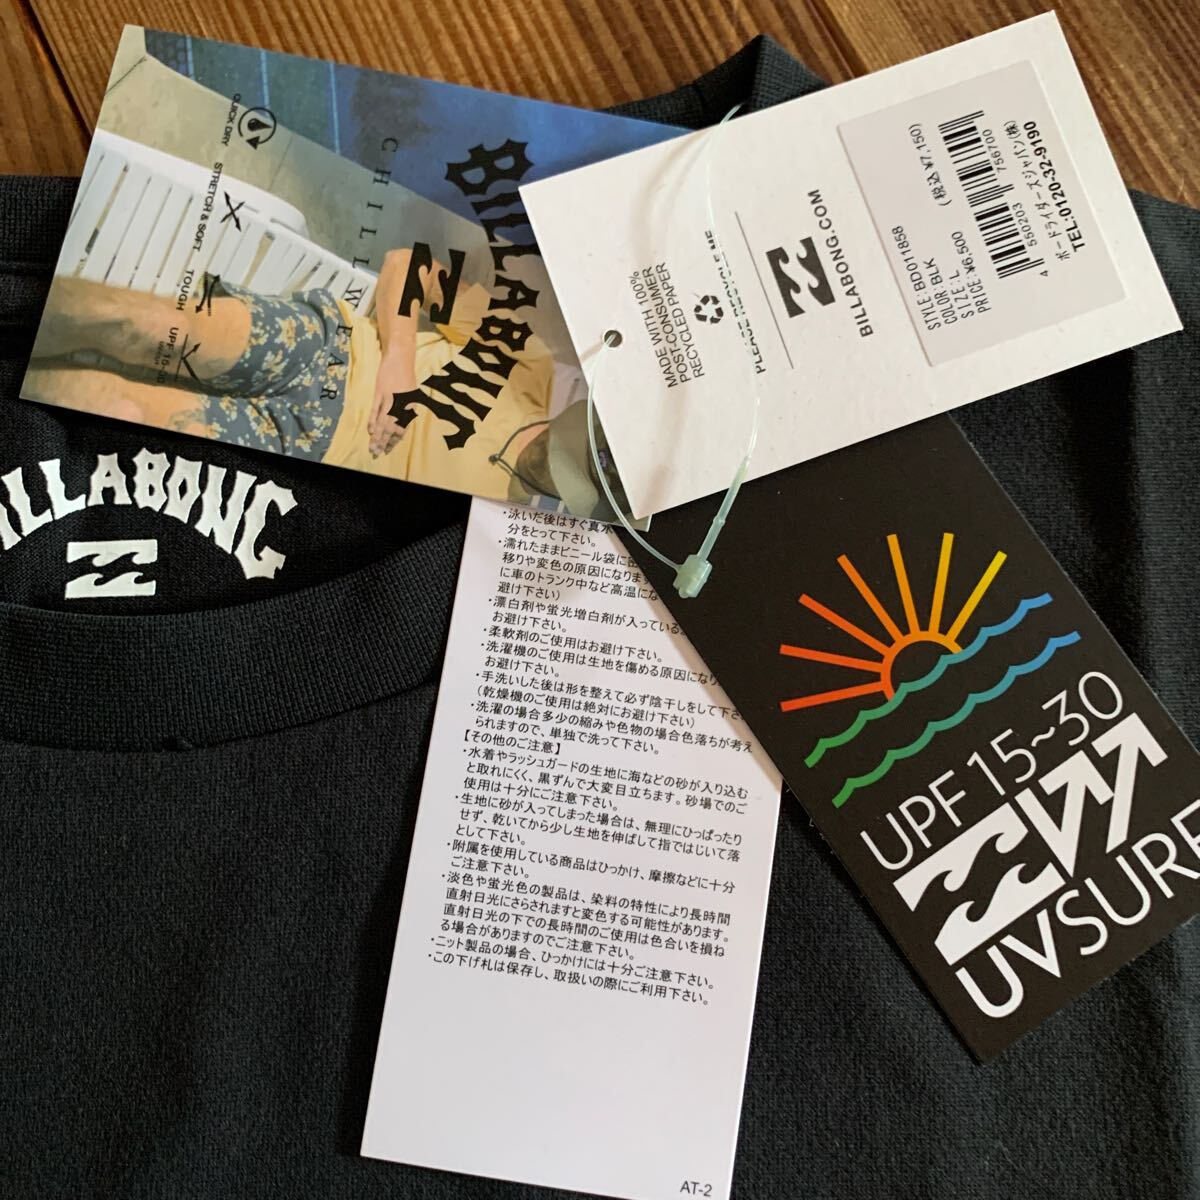 BILLABONG
CHILLWEAR
QUICK DRY
STRETCH & SOFT
TOUGH
UPF 15-30
MADE WITH 100%
POST-CONSUMER
RECYCLED PAPER
BILLABONG.COM
STYLE:BD011858
COLOR:BLK
SIZE:L
PRICE:¥6,500 (税込¥7,150)
4 550203 756700
ボードライダーズジャパン(株)
TEL:0120-32-9190
ILLABONG
・泳いだ後はすぐ真水
分をとって下さい。
・濡れたままビニール袋に密
移りや変色の原因になります
に車のトランク中など高温にな
避け下さい)
・漂白剤や蛍光増白剤が入っている
お避け下さい。
・柔軟剤のご使用はお避け下さい。
・洗濯機のご使用は生地を傷める原因になり
お避け下さい。
・手洗いした後は形を整えて必ず陰干しをして下さ
(乾燥機のご使用は絶対にお避け下さい)
・洗濯の場合多少の縮みや色物の場合色落ちが考え
られますので、単独で洗って下さい。
【その他のご注意】
・水着やラッシュガードの生地に海などの砂が入り込む
と取れにくく、黒ずんで大変目立ちます。砂場でのご
使用は十分にご注意下さい。
・生地に砂が入ってしまった場合は、無理にひっぱったり
せず、乾いてから少し生地を伸ばして指ではじいて落
として下さい。
・附属を使用している商品はひっかけ、摩擦などに十分
ご注意下さい。
・淡色や蛍光色の製品は、染料の特性により長時間
直射日光にさらされますと変色する可能性があります。
直射日光の下での長時間のご使用は色合いを損ね
る場合がありますのでご注意下さい。
・ニット製品の場合、ひっかけには十分ご注意下さい。
・この下げ札は保存し、取扱いの際にご利用下さい。
AT-2
UPF 15~30
UVSURF